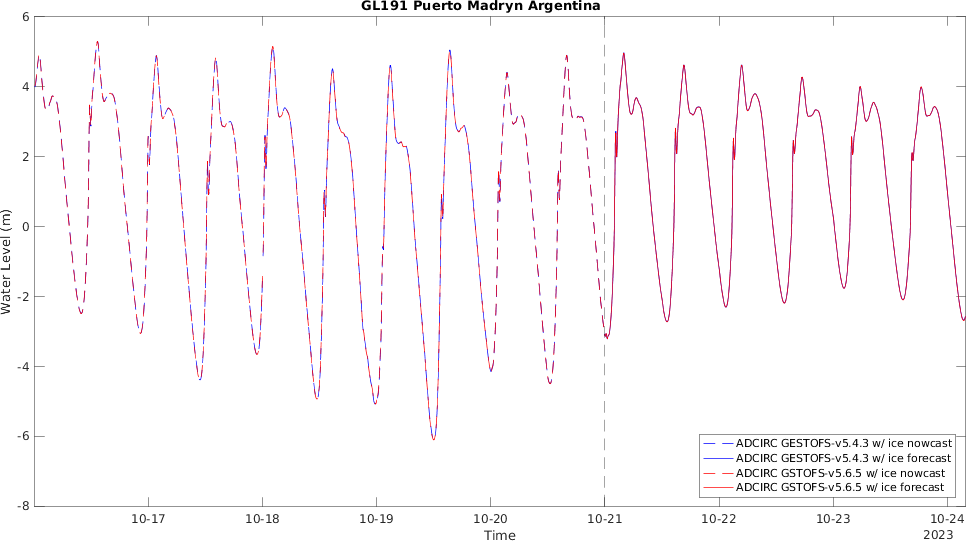 GL191 Puerto Madryn Argentina
6
4
2
0
-2
-4
-6
-8
Water Level (m)
10-17
10-18
10-19
10-20
10-21
10-22
10-23
10-24
2023
Time
ADCIRC GESTOFS-v5.4.3 w/ ice nowcast
ADCIRC GESTOFS-v5.4.3 w/ ice forecast
ADCIRC GSTOFS-v5.6.5 w/ ice nowcast
ADCIRC GSTOFS-v5.6.5 w/ ice forecast